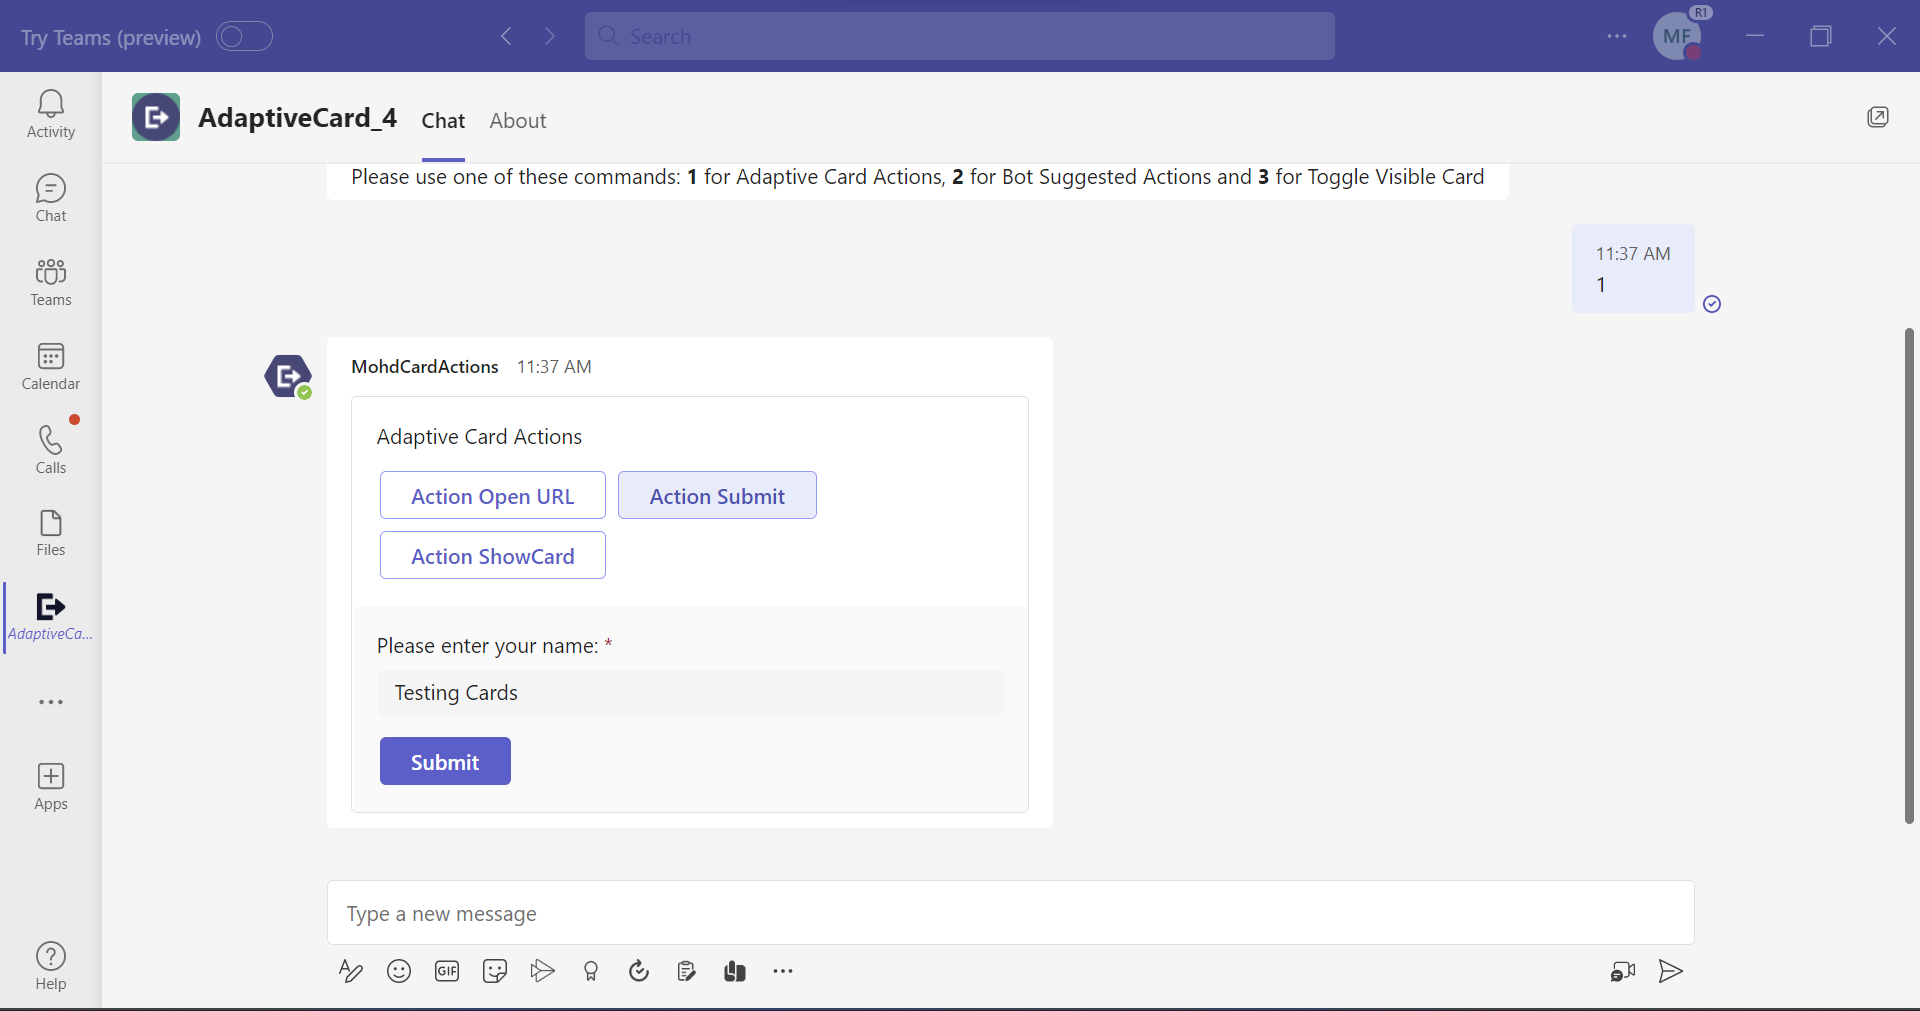 Try Teams (preview)
Search
MF
R1
Activity
Chat
Teams
Calendar
Calls
Files
AdaptiveCa...
Apps
Help
AdaptiveCard_4
Chat
About
Please use one of these commands: 1 for Adaptive Card Actions, 2 for Bot Suggested Actions and 3 for Toggle Visible Card
11:37 AM
1
MohdCardActions 11:37 AM
Adaptive Card Actions
Action Open URL
Action Submit
Action ShowCard
Please enter your name: *
Testing Cards
Submit
Type a new message
GIF